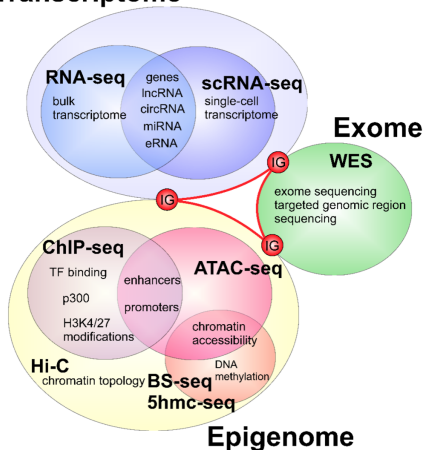 Transcriptome
RNA-seq
bulk
transcriptome
genes
lncRNA
circRNA
miRNA
eRNA
scRNA-seq
single-cell
transcriptome
Exome
WES
exome sequencing
targeted genomic region
sequencing
IG
IG
IG
ChIP-seq
TF binding
p300
H3K4/27
modifications
enhancers
promoters
ATAC-seq
chromatin
accessibility
DNA
methylation
Hi-C
chromatin topology
BS-seq
5hmc-seq
Epigenome